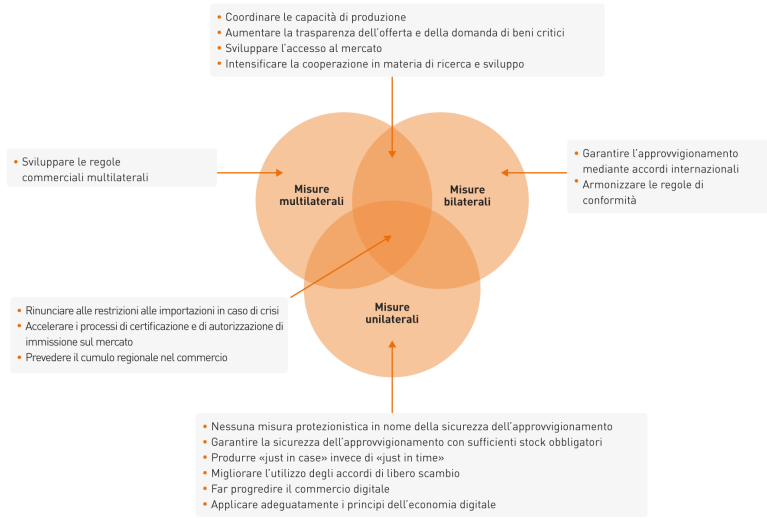 • Coordinare le capacità di produzione
• Aumentare la trasparenza dell’offerta e della domanda di beni critici
• Sviluppare l’accesso al mercato
• Intensificare la cooperazione in materia di ricerca e sviluppo
• Sviluppare le regole
commerciali multilaterali
• Garantire l’approvvigionamento
mediante accordi internazionali
• Armonizzare le regole di
conformità
Misure
multilaterali
Misure
bilaterali
Misure
unilaterali
• Rinunciare alle restrizioni alle importazioni in caso di crisi
• Accelerare i processi di certificazione e di autorizzazione di
immissione sul mercato
• Prevedere il cumulo regionale nel commercio
• Nessuna misura protezionistica in nome della sicurezza dell’approvvigionamento
• Garantire la sicurezza dell’approvvigionamento con sufficienti stock obbligatori
• Produrre «just in case» invece di «just in time»
• Migliorare l’utilizzo degli accordi di libero scambio
• Far progredire il commercio digitale
• Applicare adeguatamente i principi dell’economia digitale